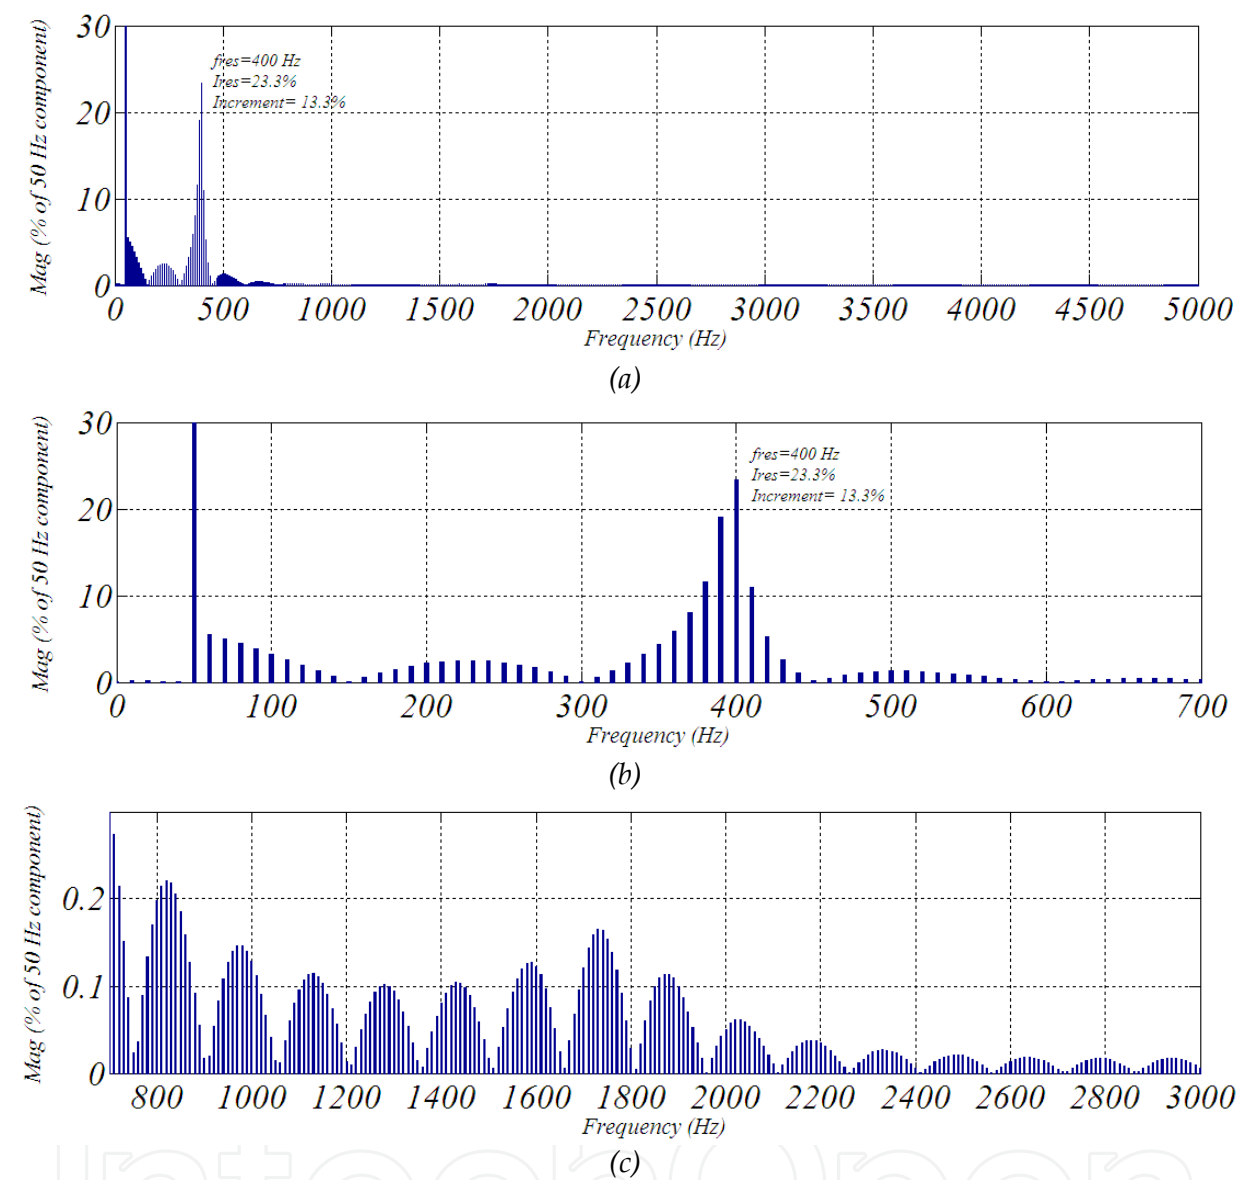 Mag (% of 50 Hz component)
30
20
10
0
fres=400 Hz
Ires=23.3%
Increment= 13.3%
0 500 1000 1500 2000 2500 3000 3500 4000 4500 5000
Frequency (Hz)
(a)
Mag (% of 50 Hz component)
30
20
10
0
fres=400 Hz
Ires=23.3%
Increment= 13.3%
0 100 200 300 400 500 600 700
Frequency (Hz)
(b)
Mag (% of 50 Hz component)
0.2
0.1
0
800 1000 1200 1400 1600 1800 2000 2200 2400 2600 2800 3000
Frequency (Hz)
(c)